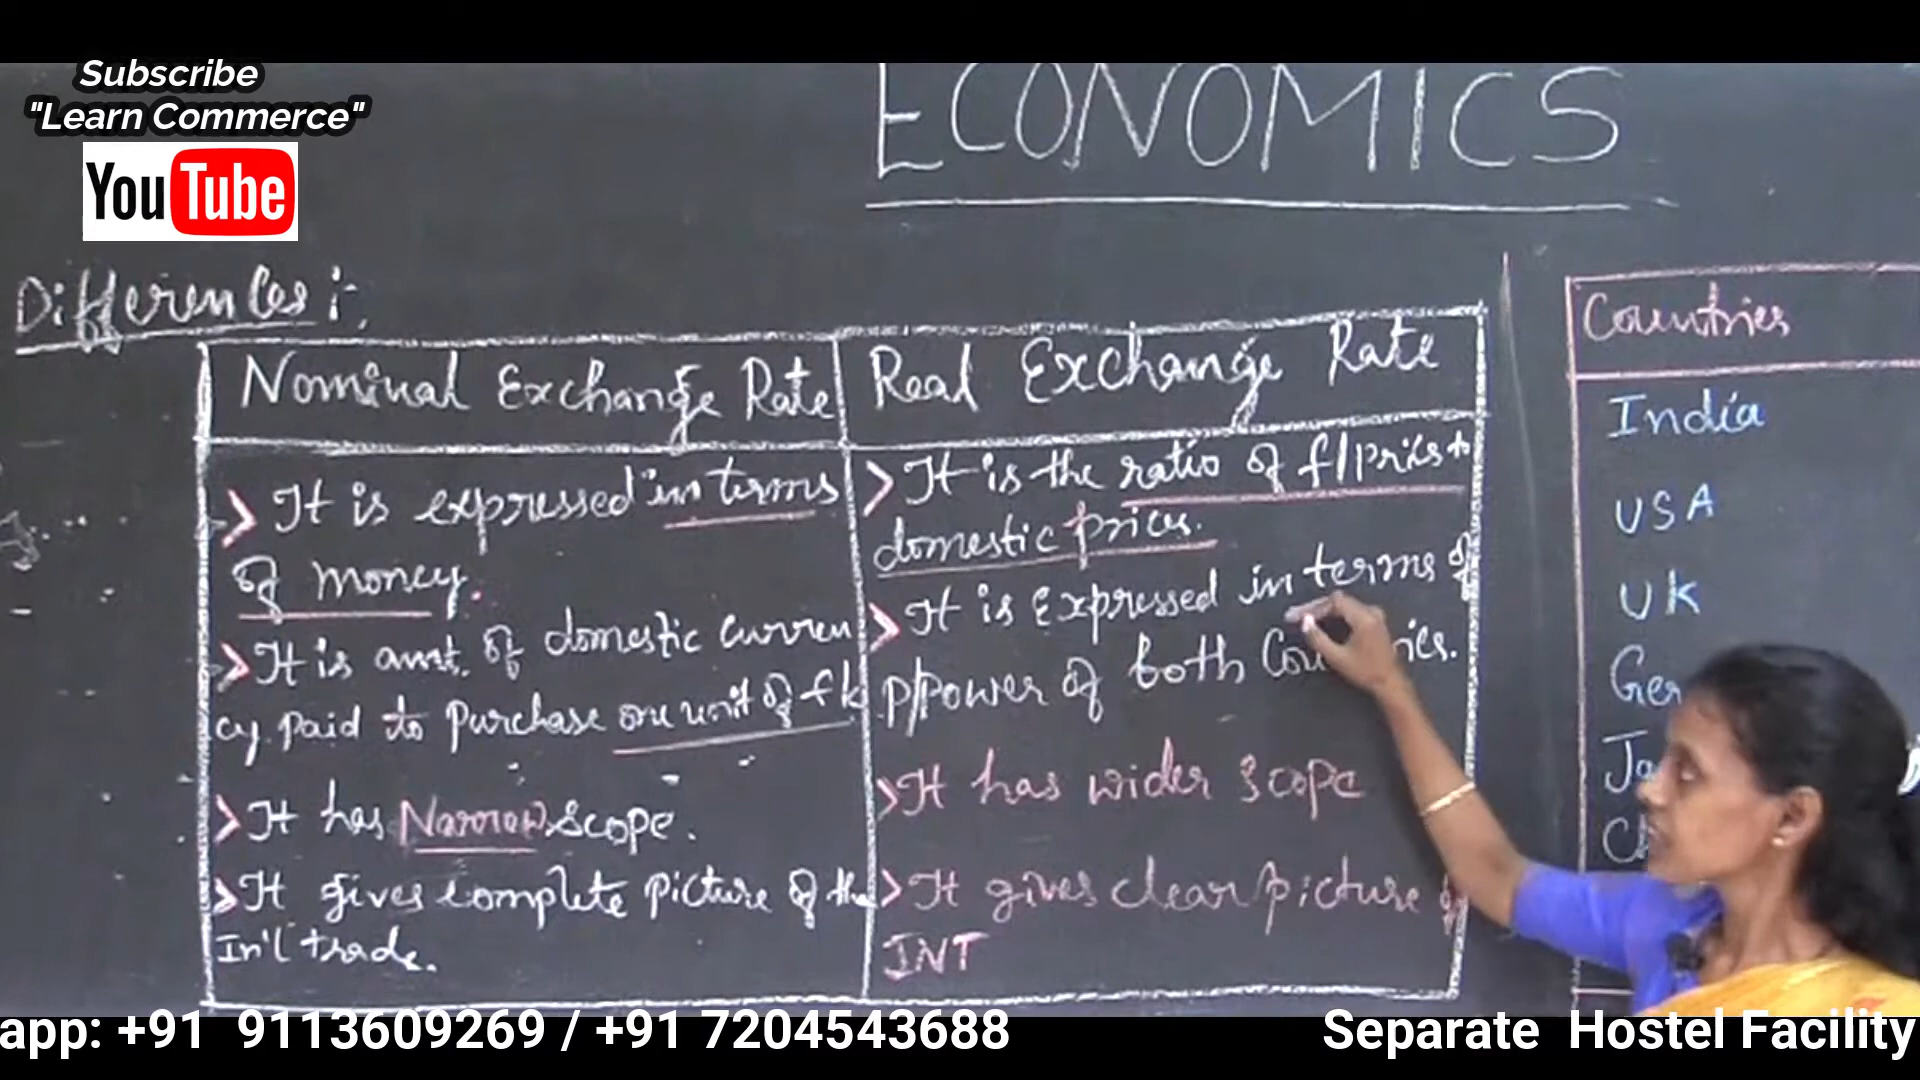 Subscribe
"Learn Commerce"
YouTube
ECONOMICS
Differences :-
Nominal Exchange Rate
> It is expressed in terms
of money.
> It is amt. of domestic curren
cy paid to purchase one unit of f
> It has Narrow scope.
> It gives complete picture of the
In'l trade.
Real Exchange Rate
> It is the ratio of f/prices to
domestic prices.
> It is Expressed in terms of
p/power of both
> It has wider scope
> It gives clear picture of
INT
Countries
India
USA
UK
Ger
Ja
app: +91 9113609269 / +91 7204543688
Separate Hostel Facility